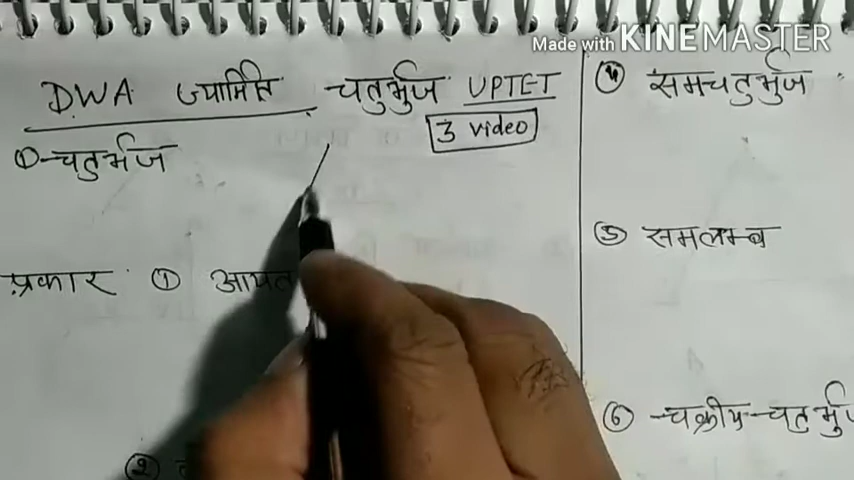 Made with KINEMASTER
DWA ज्यामिति चतुर्भुज UPTET
3 video
① चतुर्भुज
प्रकार ① आयत
②
④ समचतुर्भुज
⑤ समलम्ब
⑥ चक्रीय चतुर्भु